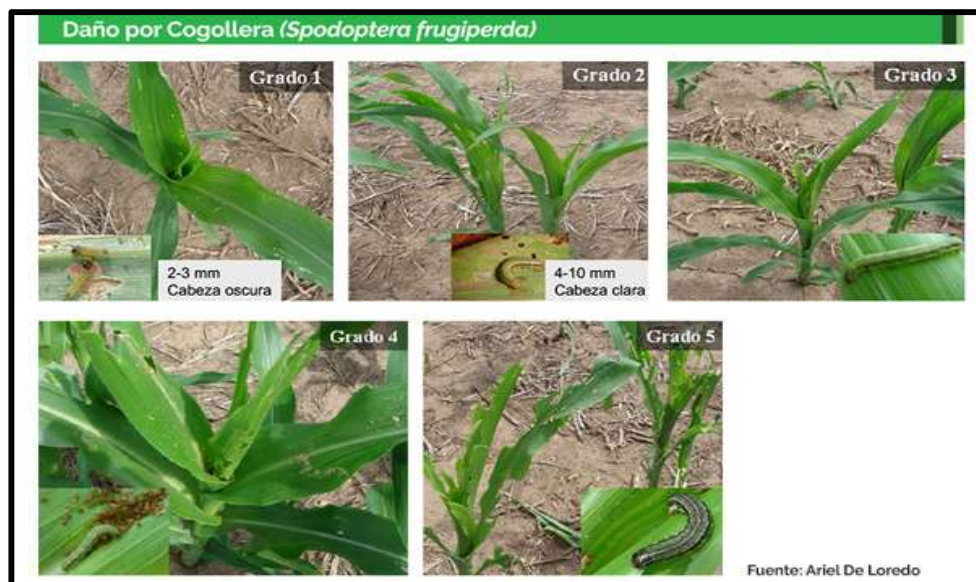 Daño por Cogollera (Spodoptera frugiperda)
Grado 1
Grado 2
Grado 3
2-3 mm
Cabeza oscura
4-10 mm
Cabeza clara
Grado 4
Grado 5
Fuente: Ariel De Loredo